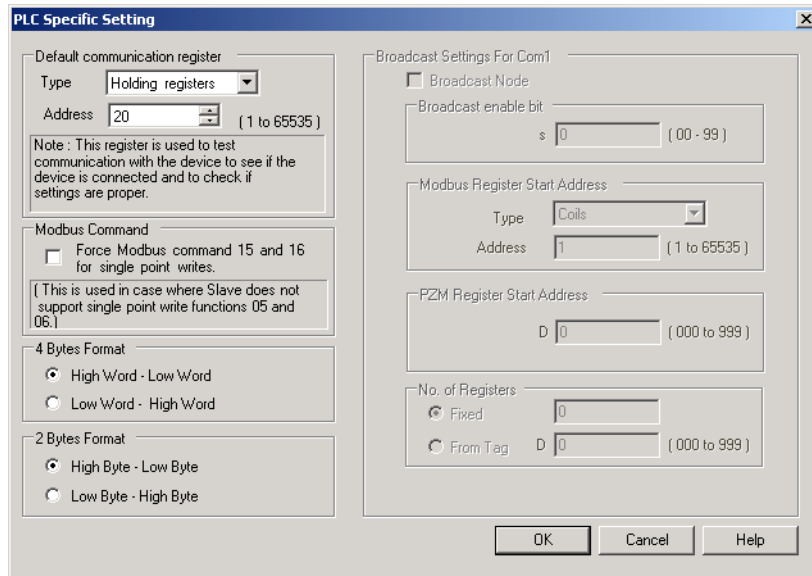 PLC Specific Setting
Default communication register
Type Holding registers
Address 20 ( 1 to 65535 )
Note : This register is used to test
communication with the device to see if the
device is connected and to check if
settings are proper.
Modbus Command
Force Modbus command 15 and 16
for single point writes.
( This is used in case where Slave does not
support single point write functions 05 and
06.)
4 Bytes Format
High Word - Low Word
Low Word - High Word
2 Bytes Format
High Byte - Low Byte
Low Byte - High Byte
Broadcast Settings For Com1
Broadcast Node
Broadcast enable bit
s 0 ( 00 - 99 )
Modbus Register Start Address
Type Coils
Address 1 ( 1 to 65535 )
PZM Register Start Address
D 0 ( 000 to 999 )
No. of Registers
Fixed 0
From Tag D 0 ( 000 to 999 )
OK Cancel Help